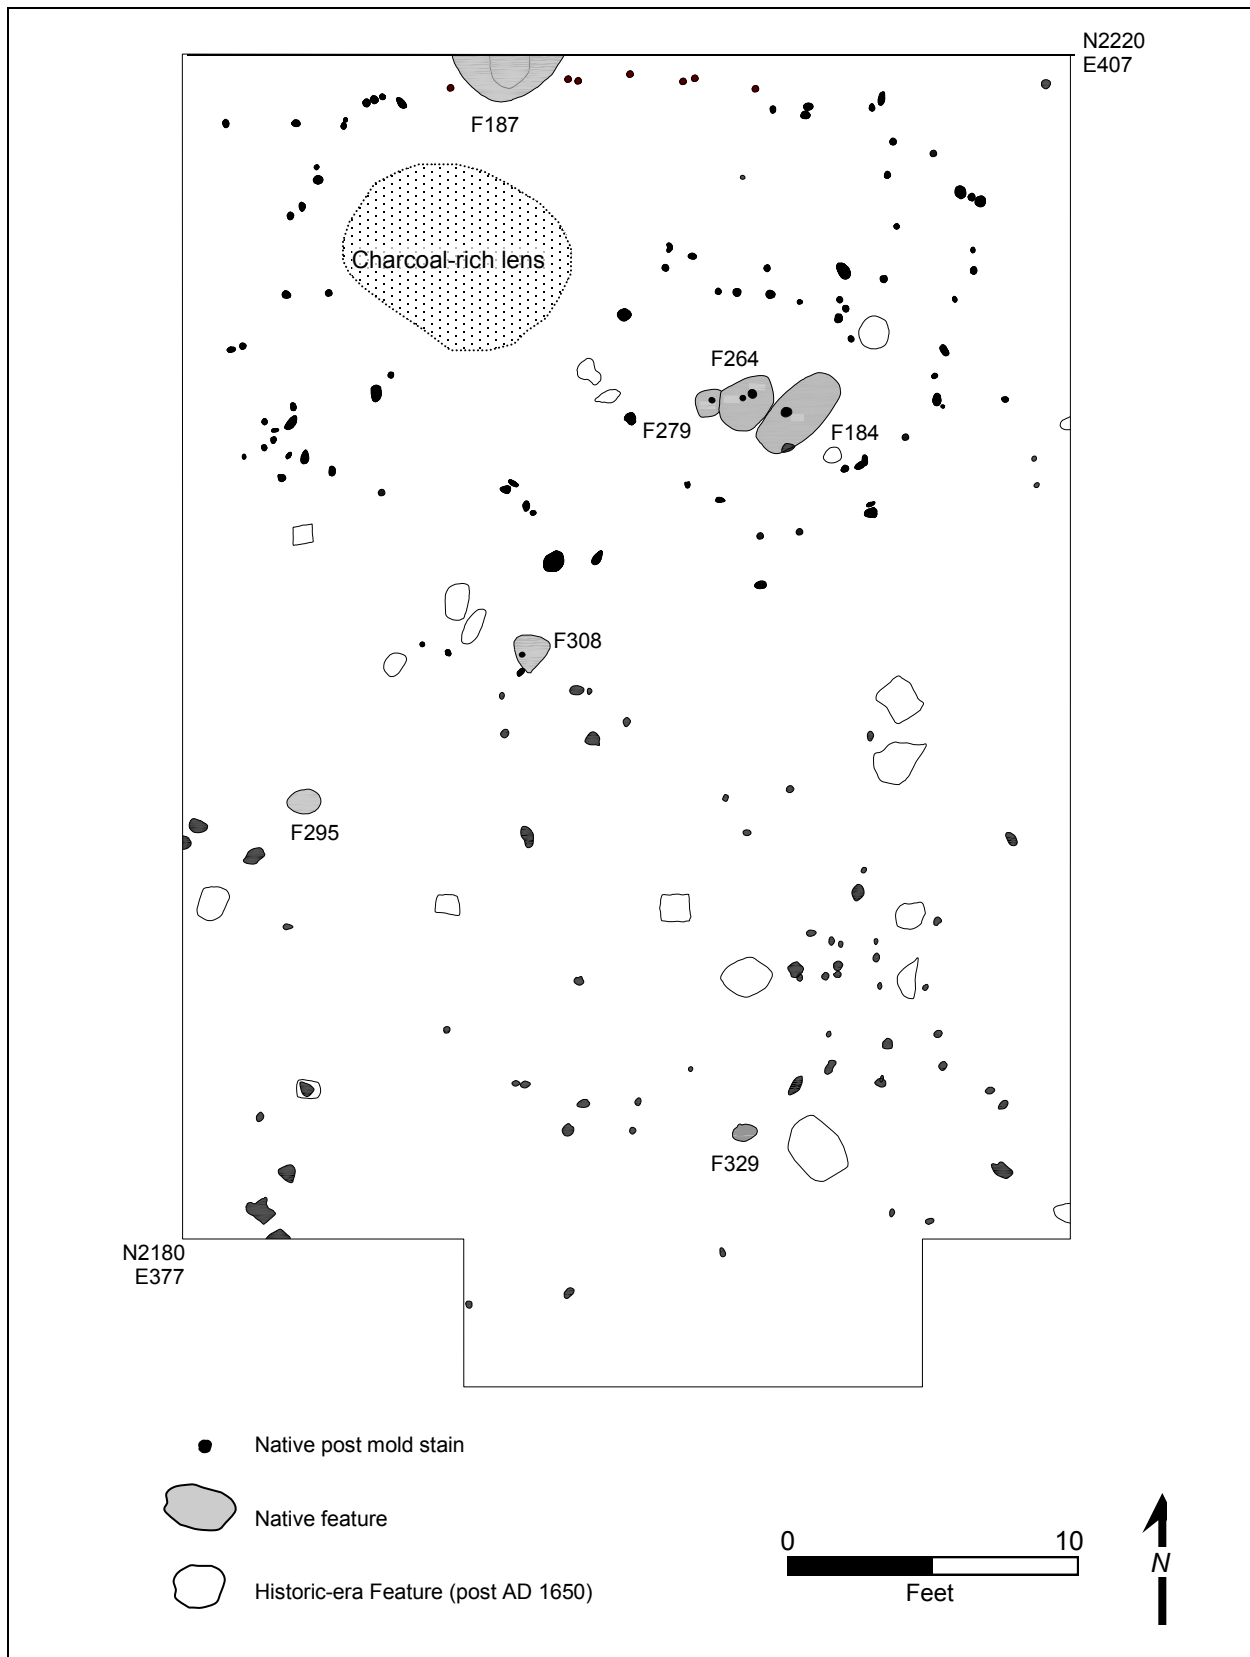 N2220
E407
F187
Charcoal-rich lens
F264
F279
F184
F308
F295
F329
N2180
E377
Native post mold stain
Native feature
Historic-era Feature (post AD 1650)
0 10
Feet
N